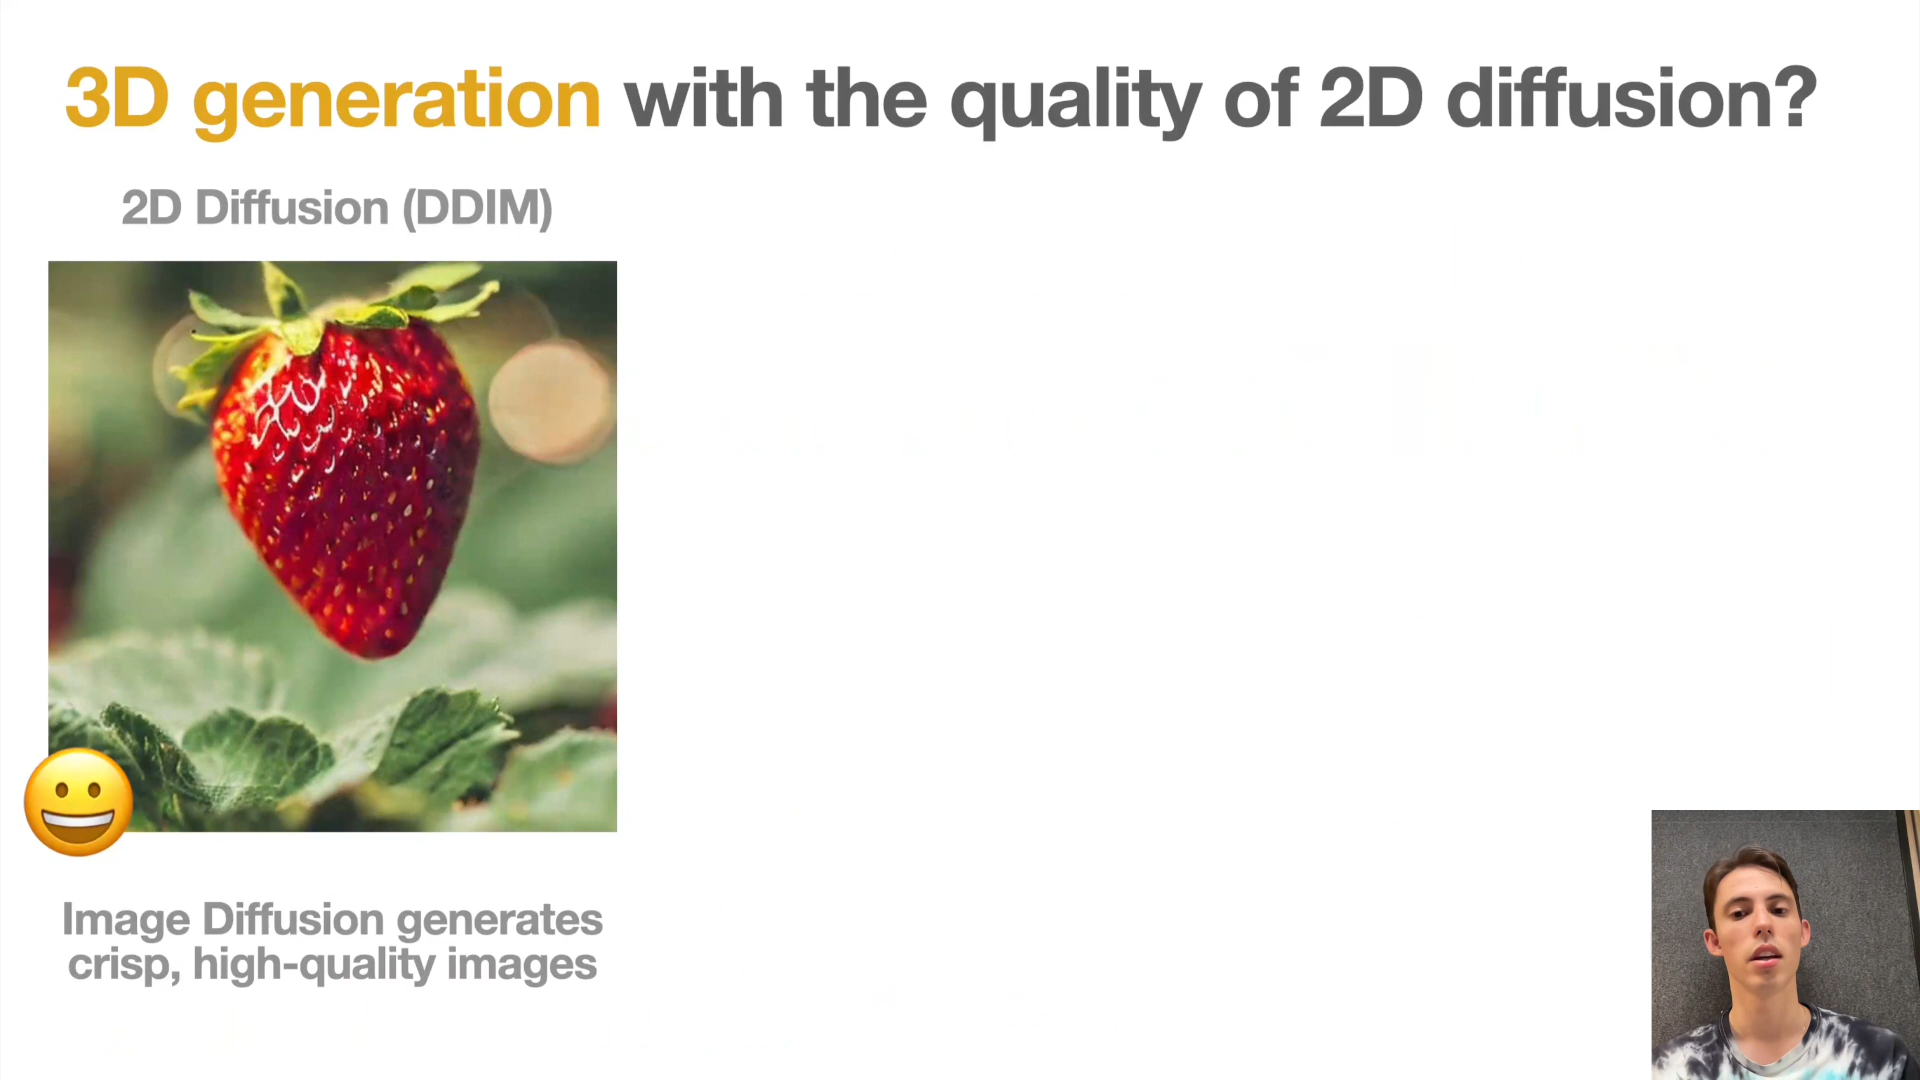 3D generation with the quality of 2D diffusion?
2D Diffusion (DDIM)
Image Diffusion generates
crisp, high-quality images